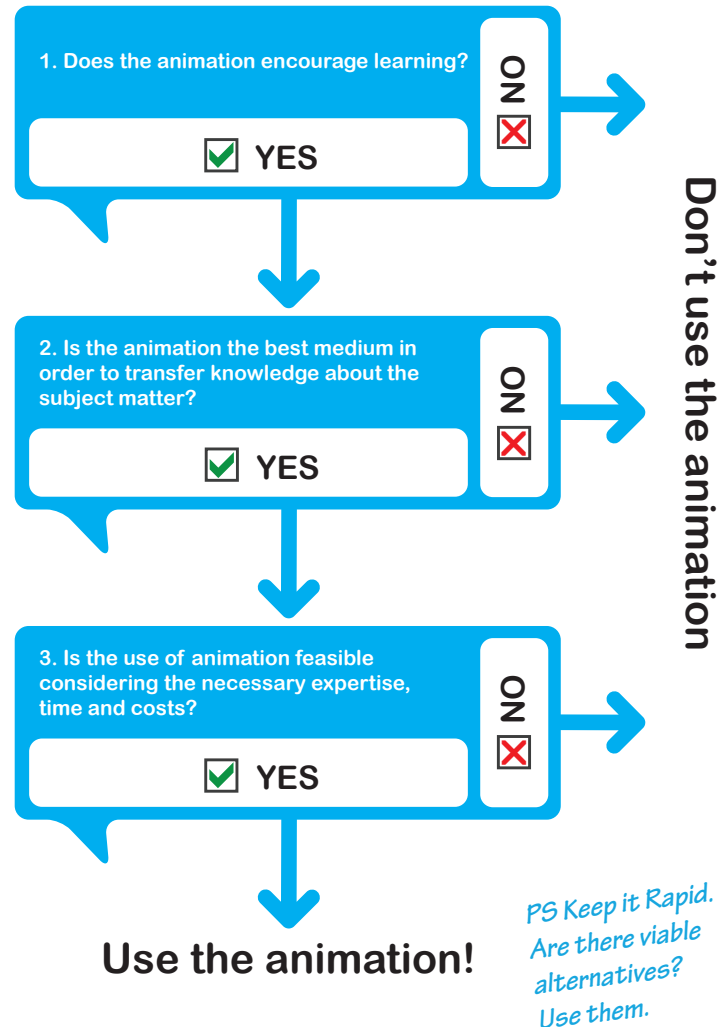 1. Does the animation encourage learning?
NO
YES
2. Is the animation the best medium in
order to transfer knowledge about the
subject matter?
NO
YES
3. Is the use of animation feasible
considering the necessary expertise,
time and costs?
NO
YES
Don't use the animation
Use the animation!
PS Keep it Rapid.
Are there viable
alternatives?
Use them.